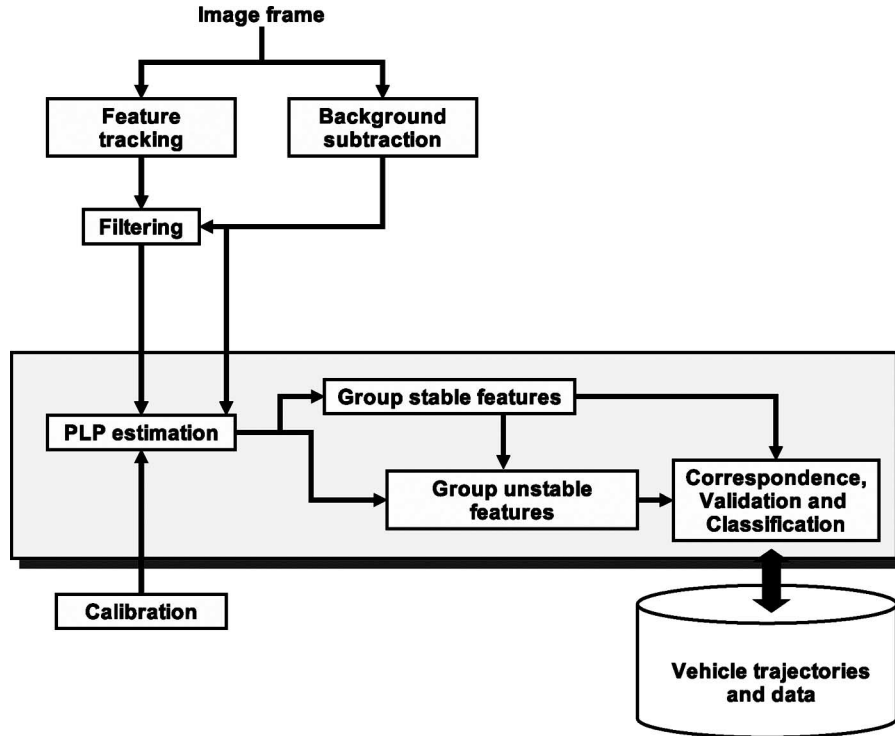 Image frame
Feature
tracking
Background
subtraction
Filtering
Group stable features
PLP estimation
Group unstable
features
Correspondence,
Validation and
Classification
Calibration
Vehicle trajectories
and data